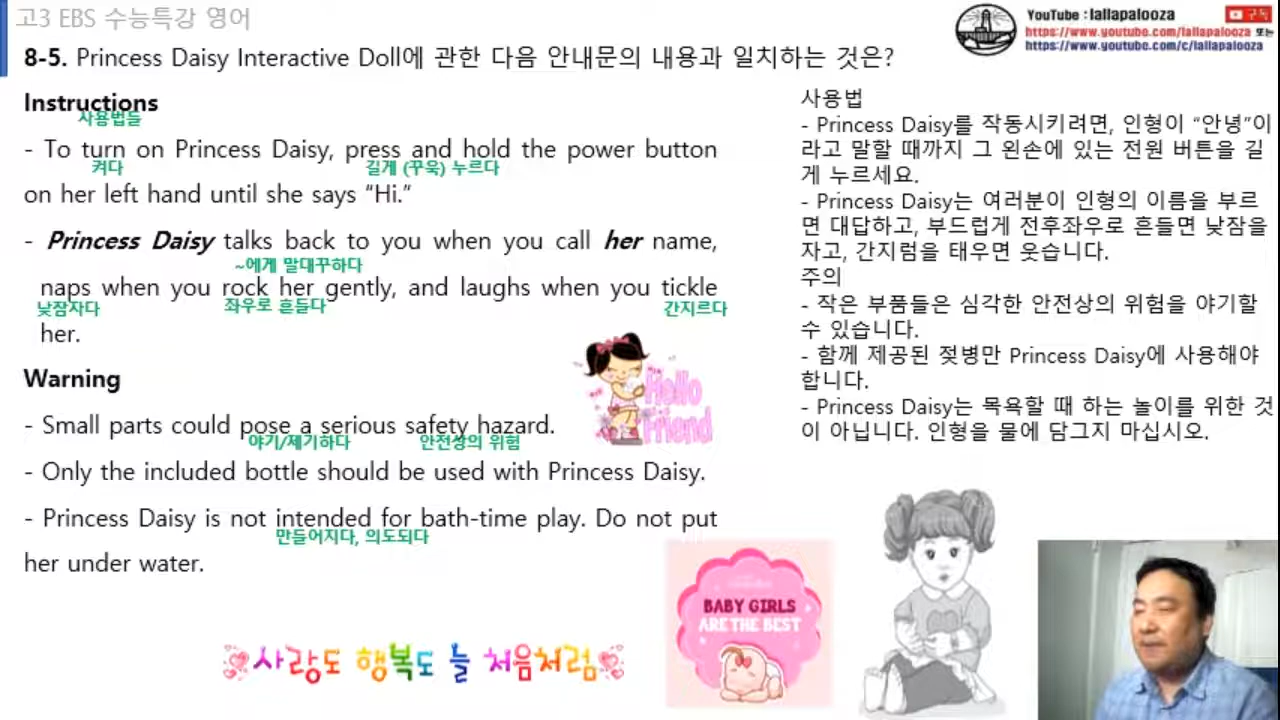 고3 EBS 수능특강 영어
YouTube : lallapalooza
구독
https://www.youtube.com/lallapalooza 또는
https://www.youtube.com/c/lallapalooza
8-5. Princess Daisy Interactive Doll에 관한 다음 안내문의 내용과 일치하는 것은?
Instructions
사용법들
- To turn on Princess Daisy, press and hold the power button
켜다 길게 (꾸욱) 누르다
on her left hand until she says “Hi.”
- Princess Daisy talks back to you when you call her name,
~에게 말대꾸하다
naps when you rock her gently, and laughs when you tickle
낮잠자다 좌우로 흔들다 간지르다
her.
Warning
- Small parts could pose a serious safety hazard.
야기/제기하다 안전상의 위험
- Only the included bottle should be used with Princess Daisy.
- Princess Daisy is not intended for bath-time play. Do not put
만들어지다, 의도되다
her under water.
Hello
Friend
사용법
- Princess Daisy를 작동시키려면, 인형이 “안녕”이
라고 말할 때까지 그 왼손에 있는 전원 버튼을 길
게 누르세요.
- Princess Daisy는 여러분이 인형의 이름을 부르
면 대답하고, 부드럽게 전후좌우로 흔들면 낮잠을
자고, 간지럼을 태우면 웃습니다.
주의
- 작은 부품들은 심각한 안전상의 위험을 야기할
수 있습니다.
- 함께 제공된 젖병만 Princess Daisy에 사용해야
합니다.
- Princess Daisy는 목욕할 때 하는 놀이를 위한 것
이 아닙니다. 인형을 물에 담그지 마십시오.
BABY GIRLS
ARE THE BEST
사랑도 행복도 늘 처음처럼